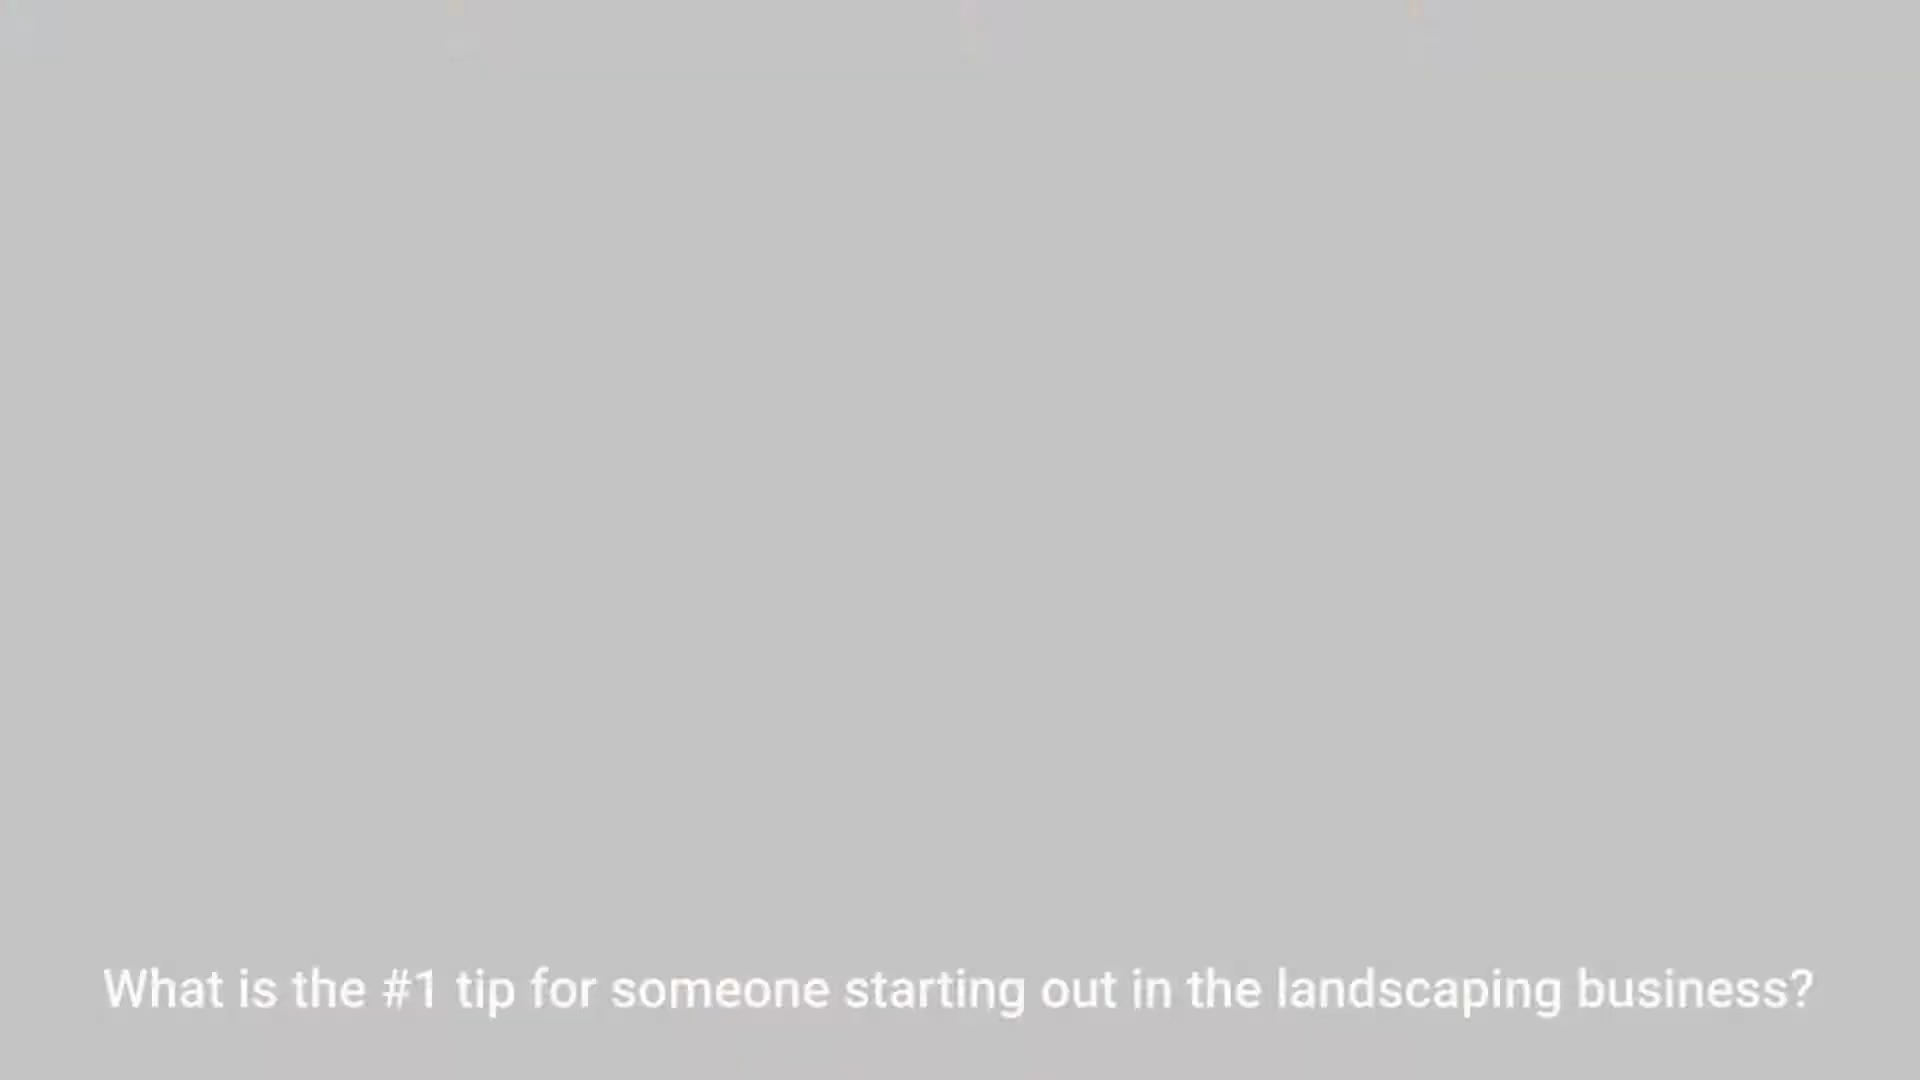 What is the #1 tip for someone starting out in the landscaping business?